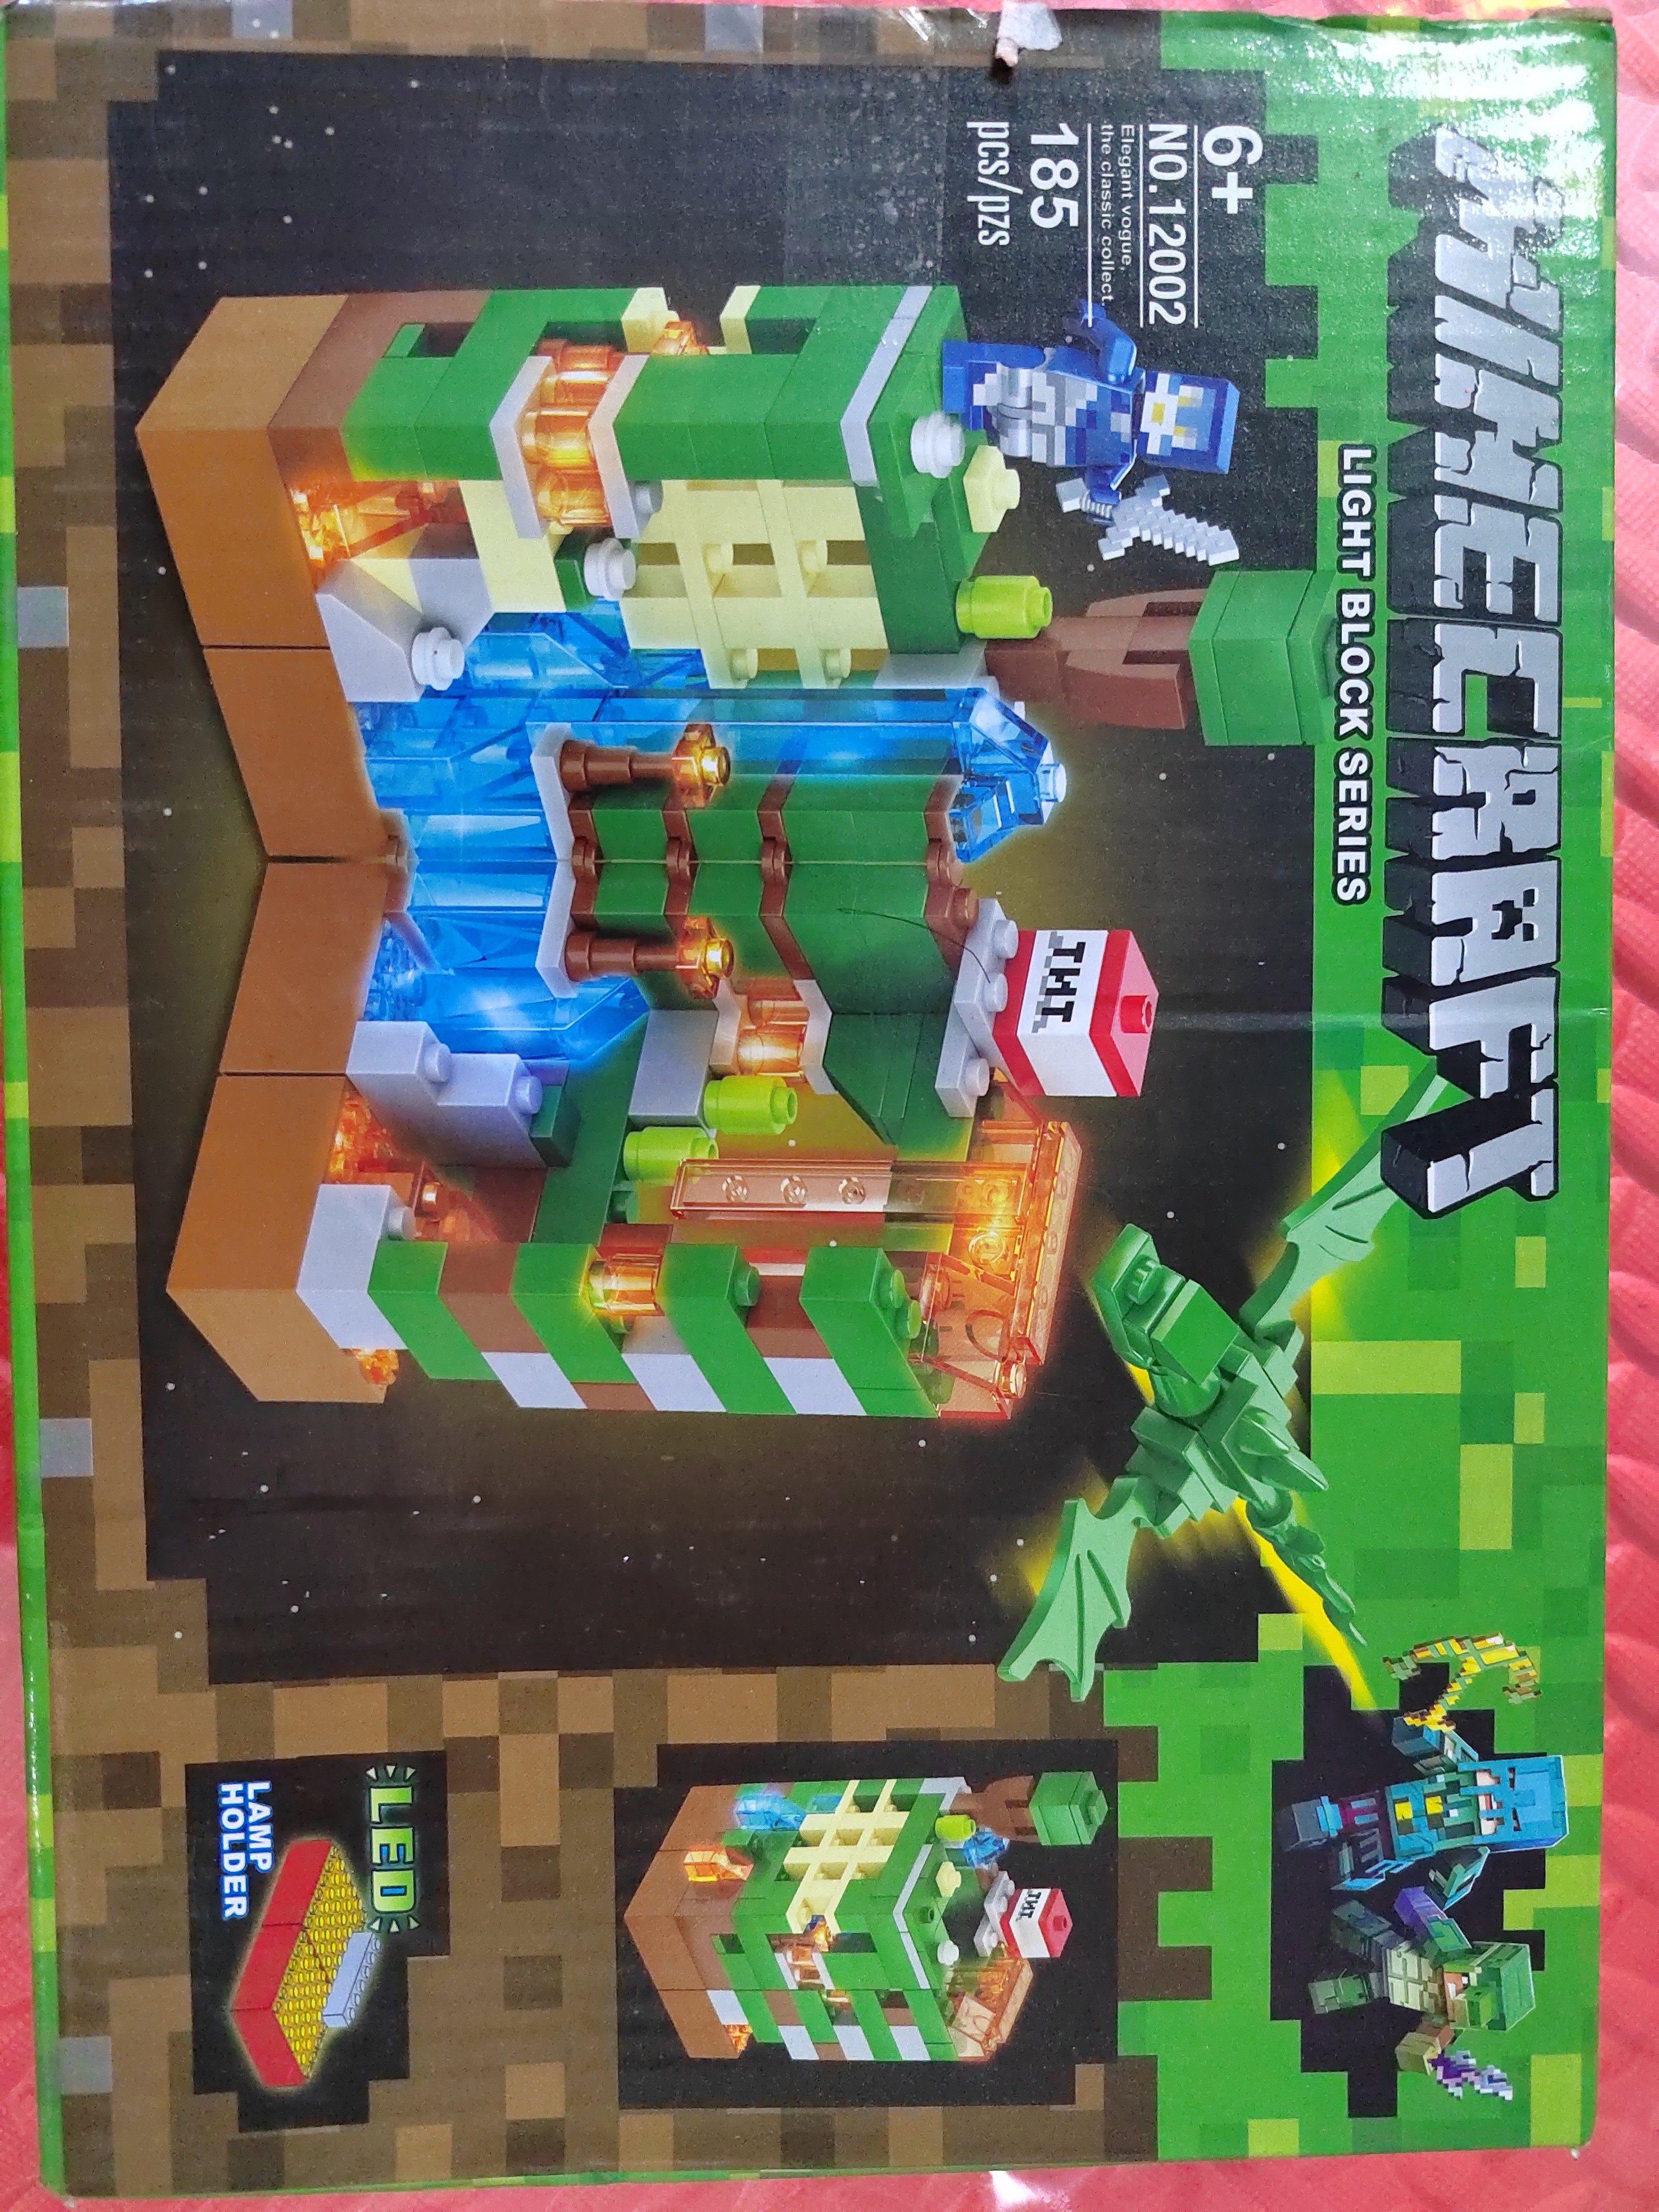 MINECRAFT
LIGHT BLOCK SERIES
6+
NO.12002
Elegant vogue,
the classic collect.
185
pcs/pzs
TNT
TNT
LED
LAMP
HOLDER